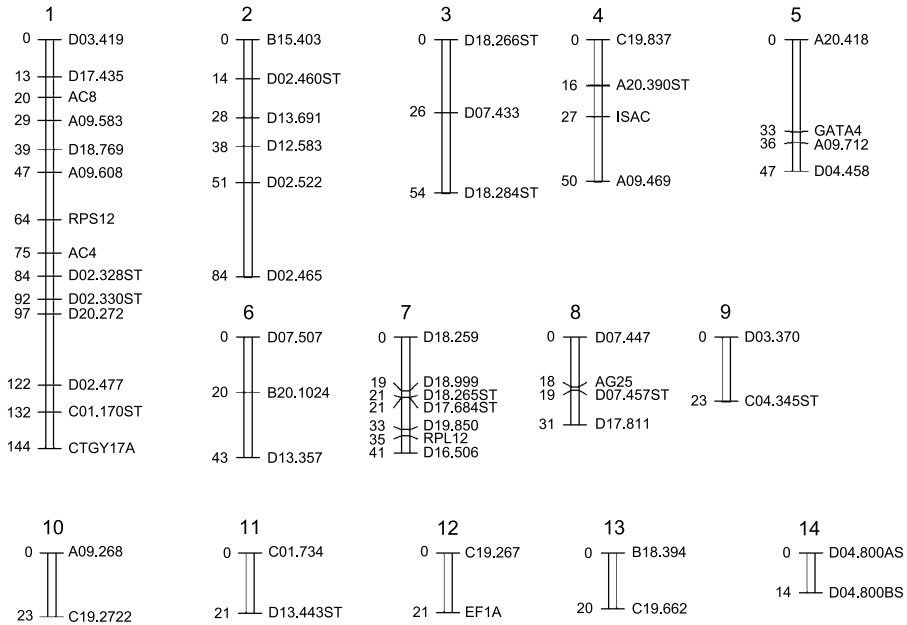 1
0 D03.419
13 D17.435
20 AC8
29 A09.583
39 D18.769
47 A09.608
64 RPS12
75 AC4
84 D02.328ST
92 D02.330ST
97 D20.272
122 D02.477
132 C01.170ST
144 CTGY17A
2
0 B15.403
14 D02.460ST
28 D13.691
38 D12.583
51 D02.522
84 D02.465
3
0 D18.266ST
26 D07.433
54 D18.284ST
4
0 C19.837
16 A20.390ST
27 ISAC
50 A09.469
5
0 A20.418
33 GATA4
36 A09.712
47 D04.458
6
0 D07.507
20 B20.1024
43 D13.357
7
0 D18.259
19 D18.999
21 D18.265ST
21 D17.684ST
33 D19.850
35 RPL12
41 D16.506
8
0 D07.447
18 AG25
19 D07.457ST
31 D17.811
9
0 D03.370
23 C04.345ST
10
0 A09.268
23 C19.2722
11
0 C01.734
21 D13.443ST
12
0 C19.267
21 EF1A
13
0 B18.394
20 C19.662
14
0 D04.800AS
14 D04.800BS